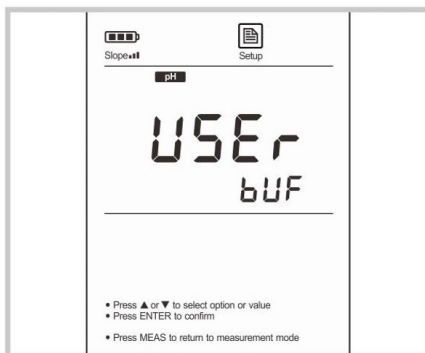 Slope
Setup
pH
USEr
bUF
• Press ▲ or ▼ to select option or value
• Press ENTER to confirm
• Press MEAS to return to measurement mode